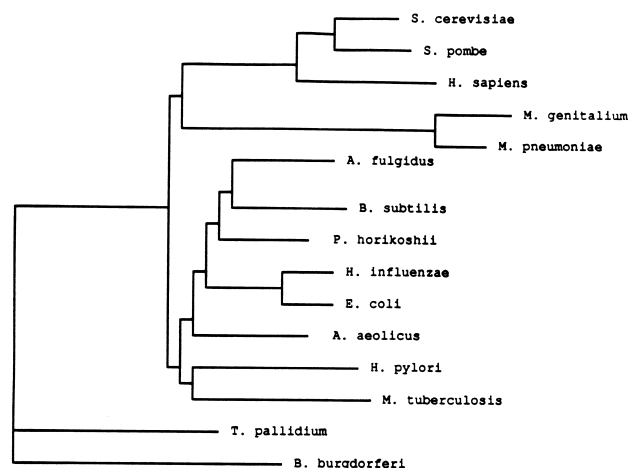 S. cerevisiae
S. pombe
H. sapiens
M. genitalium
M. pneumoniae
A. fulgidus
B. subtilis
P. horikoshii
H. influenzae
E. coli
A. aeolicus
H. pylori
M. tuberculosis
T. pallidium
B. burgdorferi